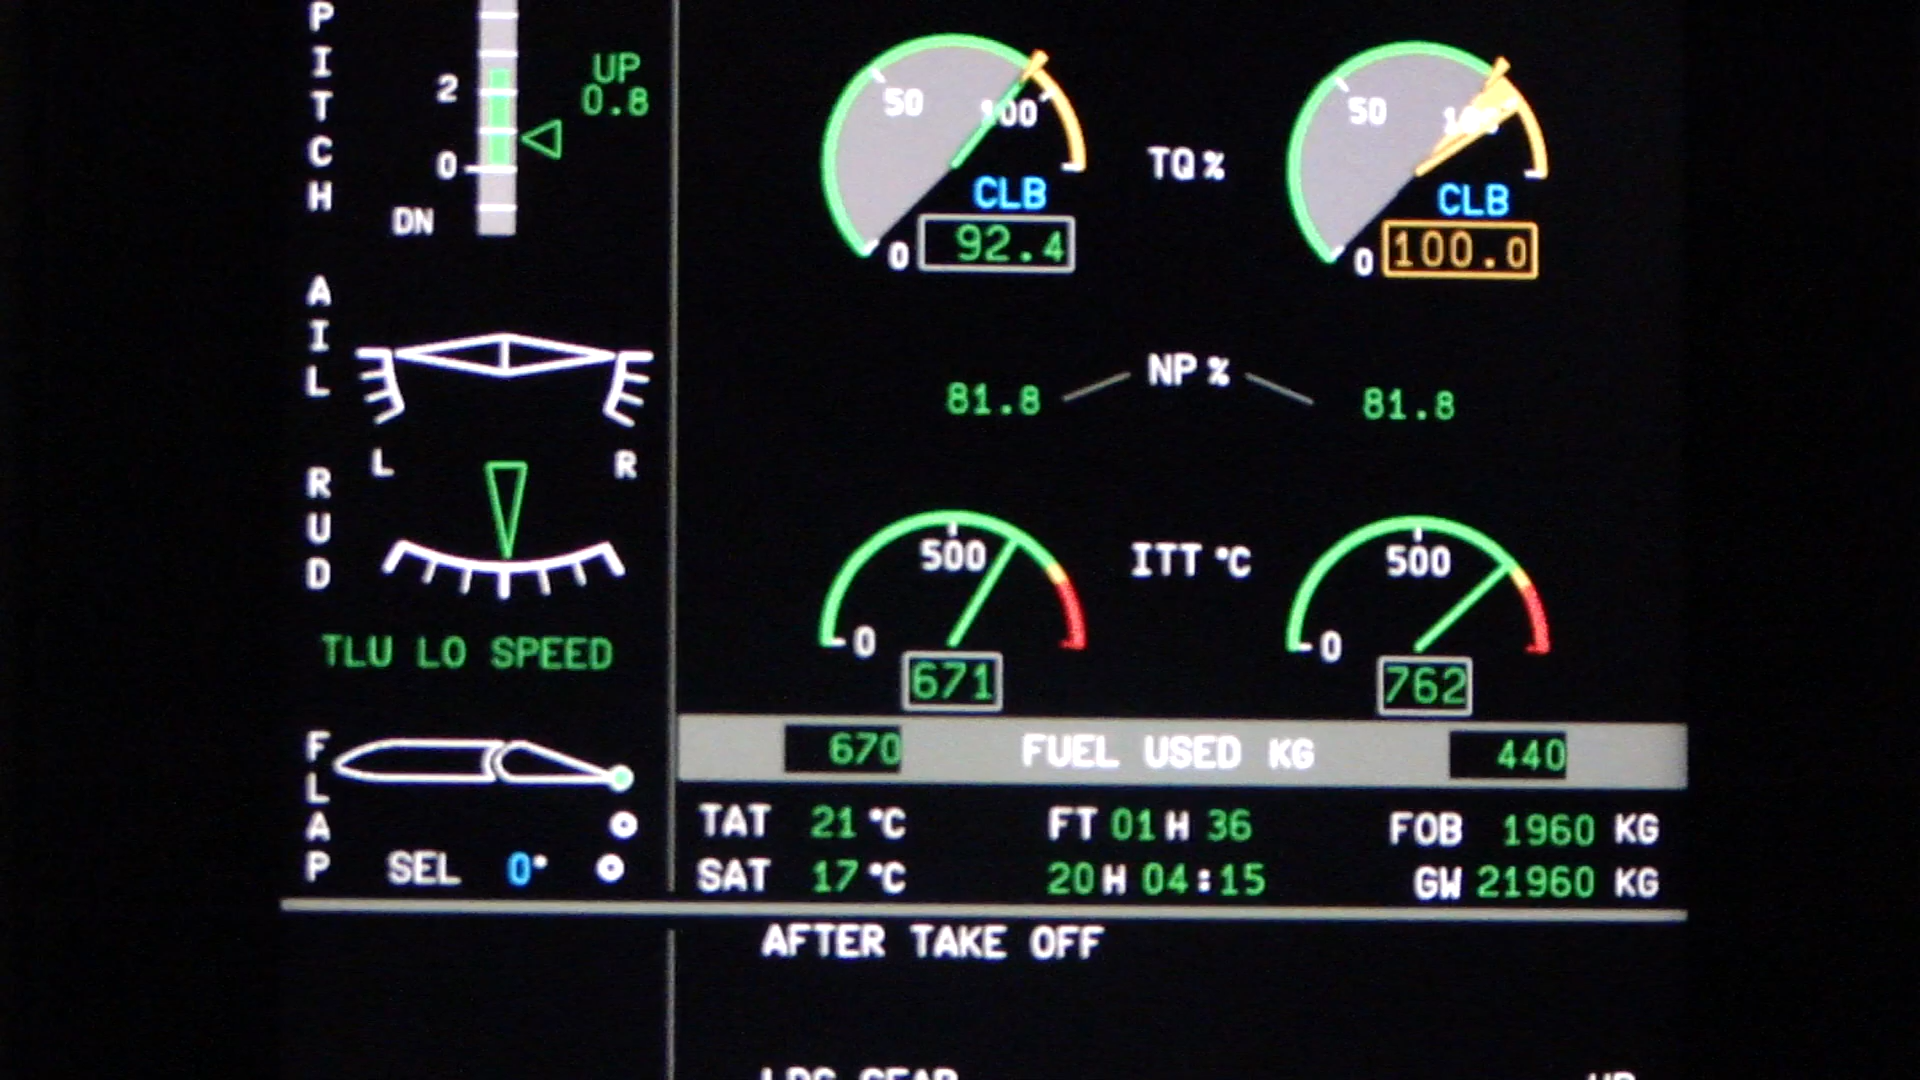 PITCH
2
0
DN
UP
0.8
AIL
L R
RUD
TLU LO SPEED
FLAP
SEL 0°
50 100
0
CLB
92.4
TQ %
50
0
CLB
100.0
NP %
81.8 81.8
500
0
671
ITT °C
500
0
762
670 FUEL USED KG 440
TAT 21 °C FT 01 H 36 FOB 1960 KG
SAT 17 °C 20 H 04:15 GW 21960 KG
AFTER TAKE OFF